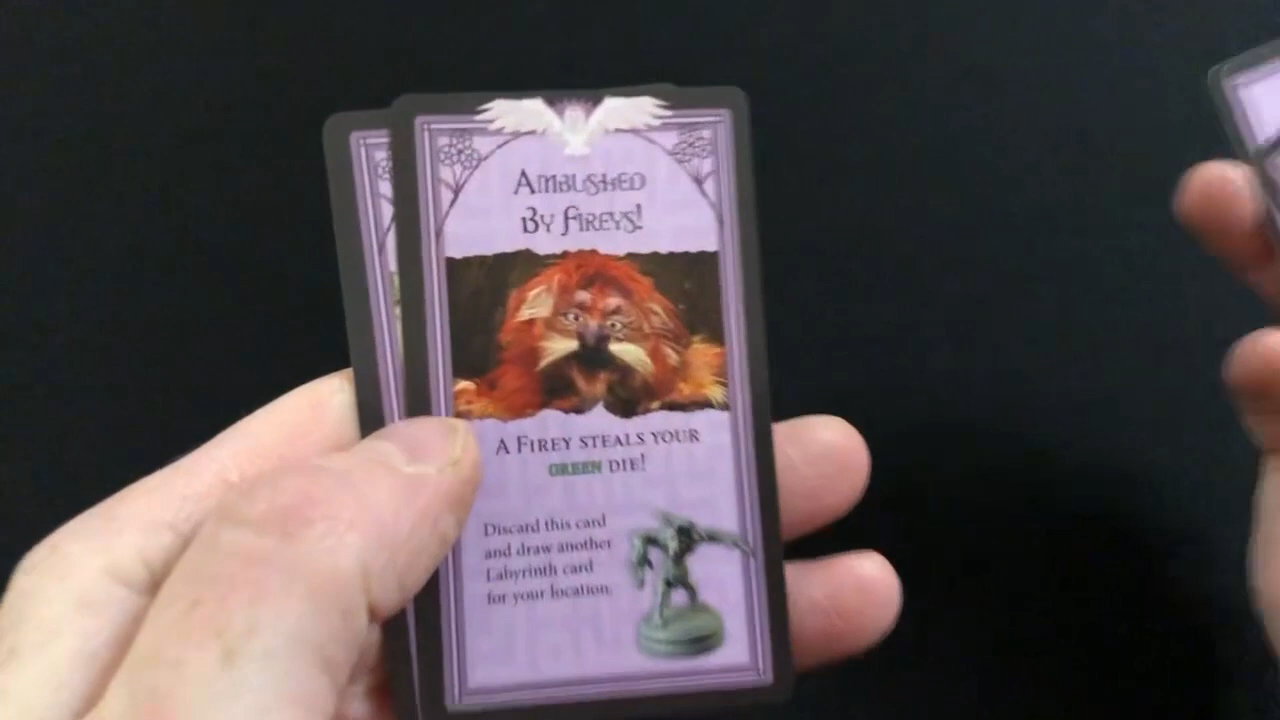 AMBUSHED
BY FIREYS!
A FIREY STEALS YOUR
GREEN DIE!
Discard this card
and draw another
Labyrinth card
for your location.